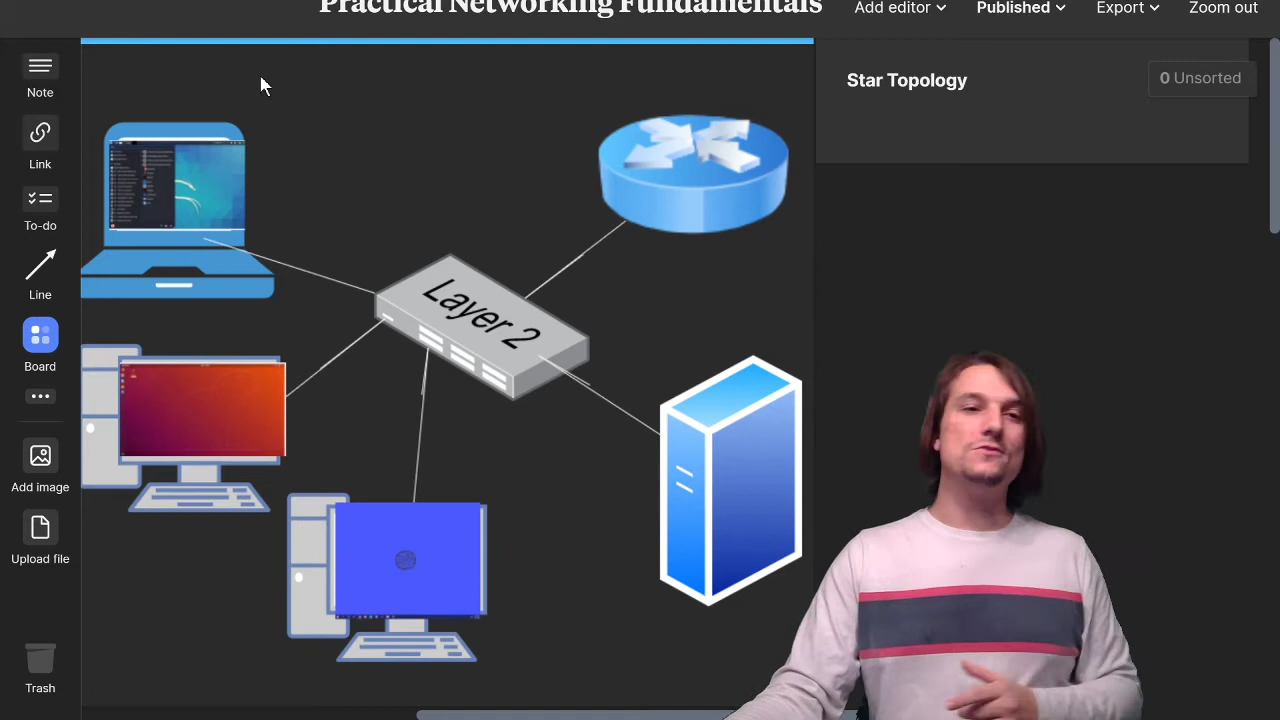 Practical Networking Fundamentals
Add editor
Published
Export
Zoom out
Note
Link
To-do
Line
Board
Add image
Upload file
Trash
Star Topology
0 Unsorted
Layer 2